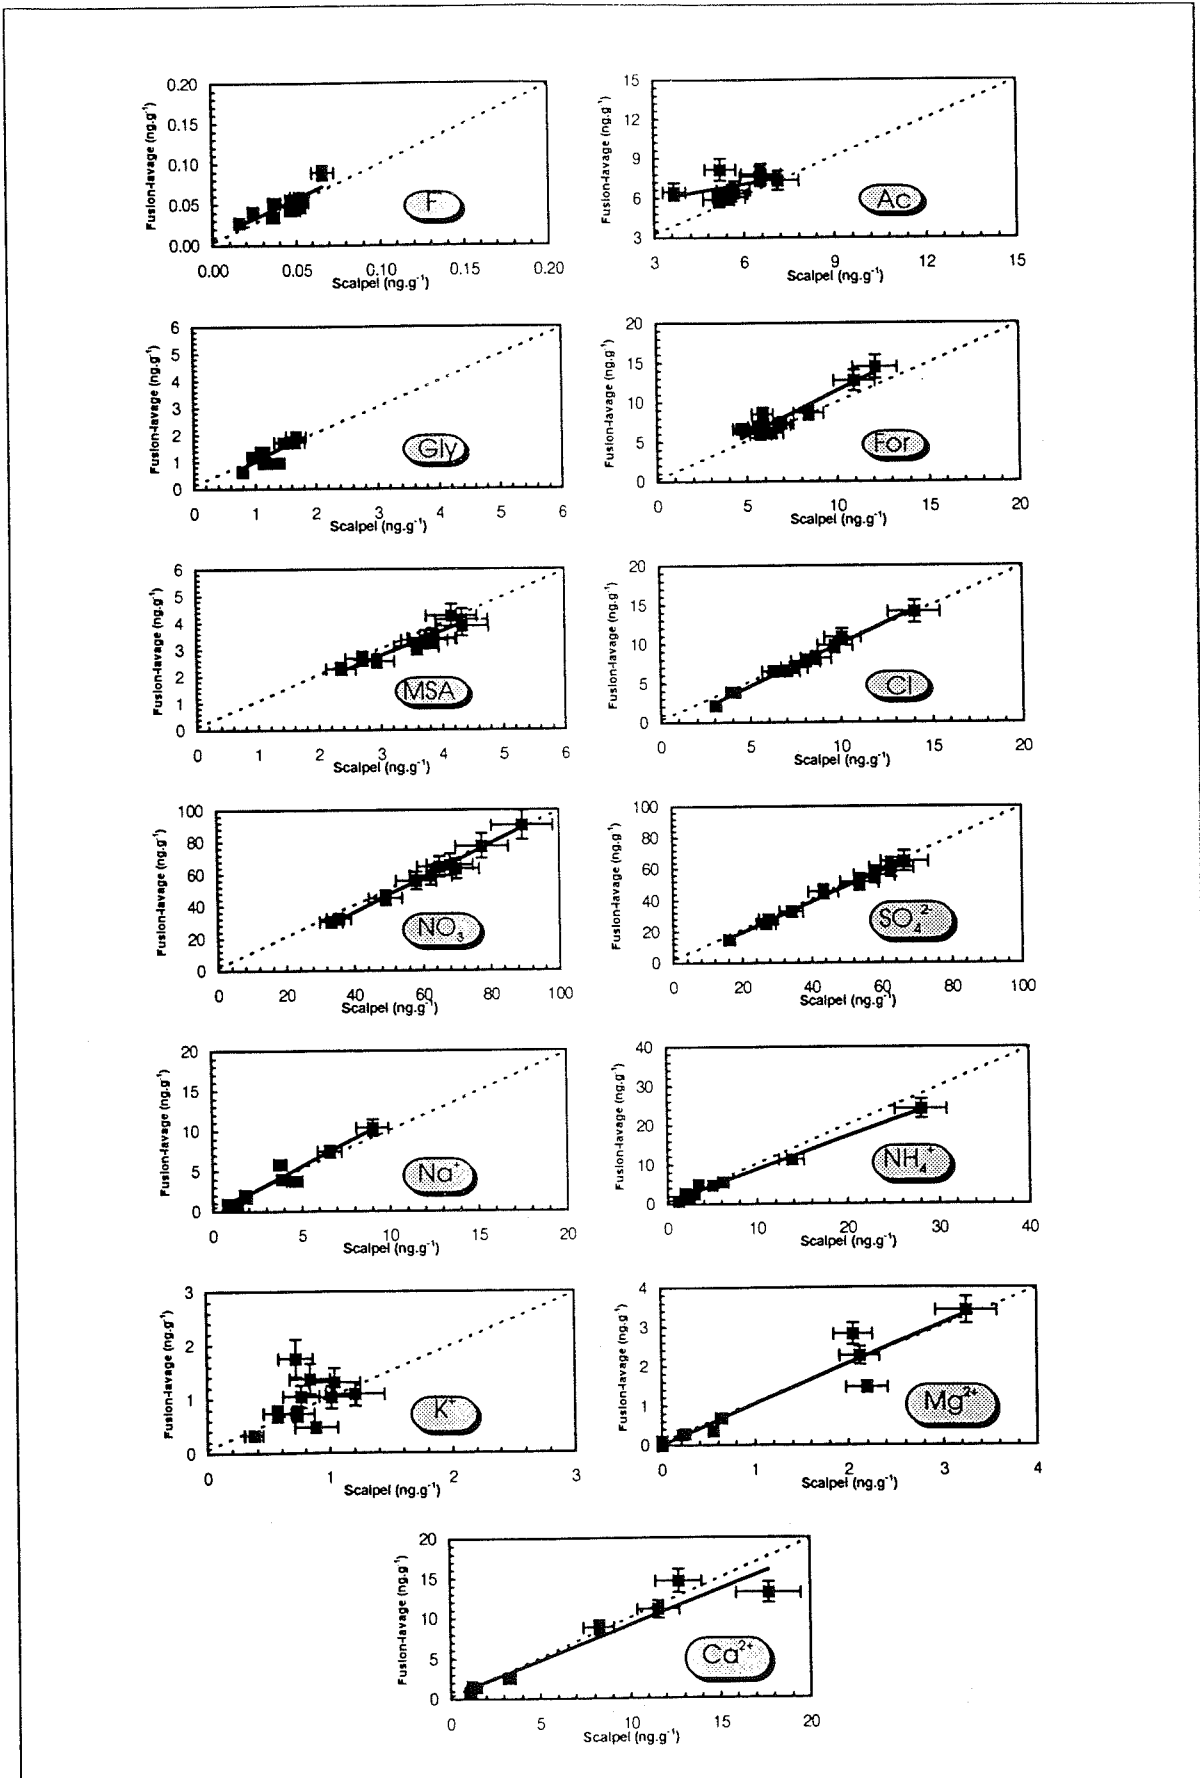 Fusion-lavage (ng.g⁻¹)
0.20
0.15
0.10
0.05
0.00
F⁻
0.00 0.05 0.10 0.15 0.20
Scalpel (ng.g⁻¹)
Fusion-lavage (ng.g⁻¹)
15
12
9
6
3
Ac
3 6 9 12 15
Scalpel (ng.g⁻¹)
Fusion-lavage (ng.g⁻¹)
6
5
4
3
2
1
0
Gly
0 1 2 3 4 5 6
Scalpel (ng.g⁻¹)
Fusion-lavage (ng.g⁻¹)
20
15
10
5
0
For
0 5 10 15 20
Scalpel (ng.g⁻¹)
Fusion-lavage (ng.g⁻¹)
6
5
4
3
2
1
0
MSA
0 1 2 3 4 5 6
Scalpel (ng.g⁻¹)
Fusion-lavage (ng.g⁻¹)
20
15
10
5
0
Cl
0 5 10 15 20
Scalpel (ng.g⁻¹)
Fusion-lavage (ng.g⁻¹)
100
80
60
40
20
0
NO₃
0 20 40 60 80 100
Scalpel (ng.g⁻¹)
Fusion-lavage (ng.g⁻¹)
100
80
60
40
20
0
SO₄²⁻
0 20 40 60 80 100
Scalpel (ng.g⁻¹)
Fusion-lavage (ng.g⁻¹)
20
15
10
5
0
Na⁺
0 5 10 15 20
Scalpel (ng.g⁻¹)
Fusion-lavage (ng.g⁻¹)
40
30
20
10
0
NH₄⁺
0 10 20 30 40
Scalpel (ng.g⁻¹)
Fusion-lavage (ng.g⁻¹)
3
2
1
0
K⁺
0 1 2 3
Scalpel (ng.g⁻¹)
Fusion-lavage (ng.g⁻¹)
4
3
2
1
0
Mg²⁺
0 1 2 3 4
Scalpel (ng.g⁻¹)
Fusion-lavage (ng.g⁻¹)
20
15
10
5
0
Ca²⁺
0 5 10 15 20
Scalpel (ng.g⁻¹)